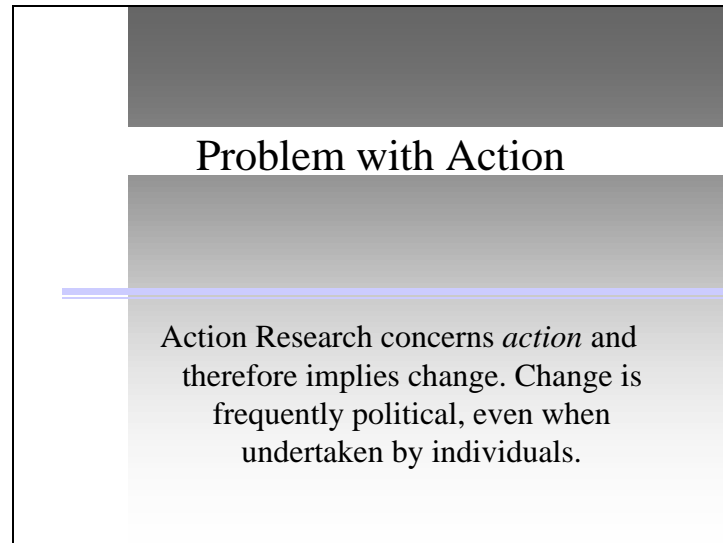 Problem with Action
Action Research concerns action and
therefore implies change. Change is
frequently political, even when
undertaken by individuals.